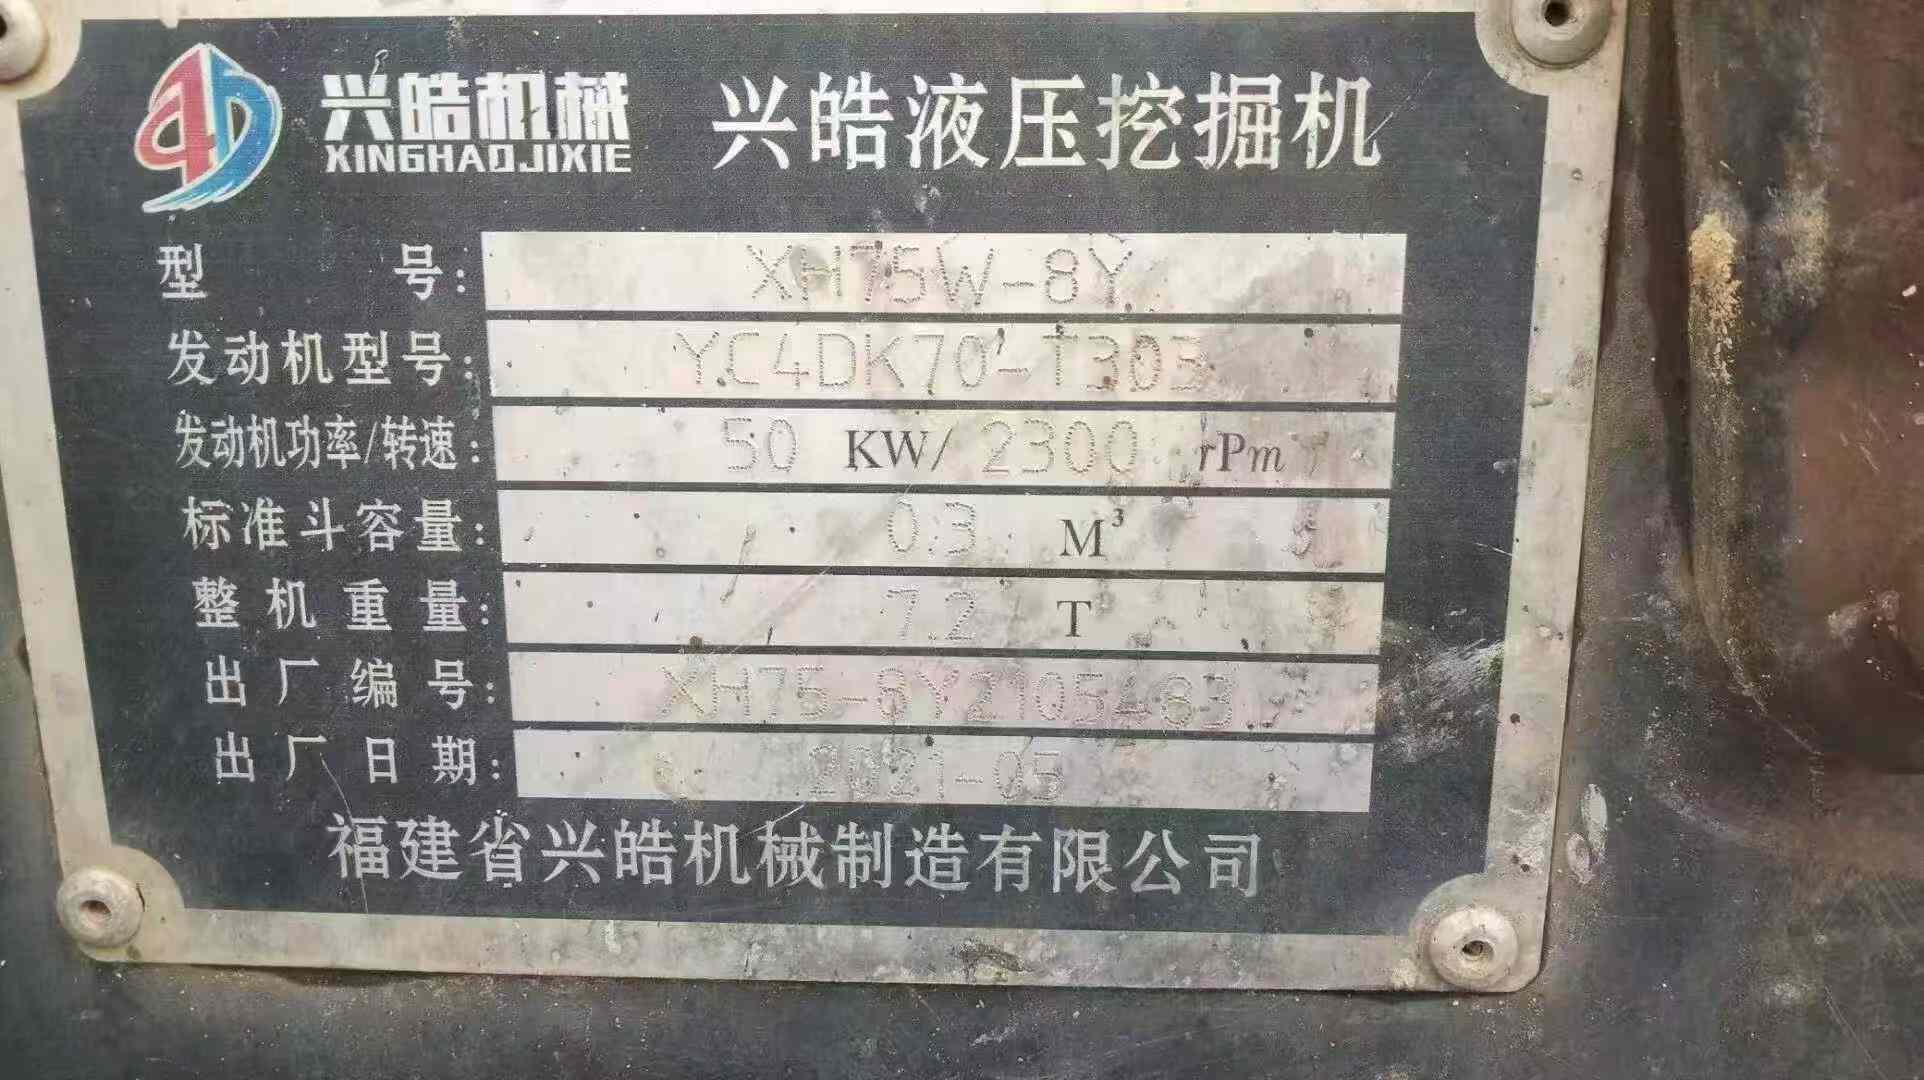 兴皓机械 兴皓液压挖掘机
XINGHAOJIXIE
型号: XH75W-8Y
发动机型号: YC4DK70-T305
发动机功率/转速: 50 KW/ 2300 rPm
标准斗容量: 0.3 M³
整机重量: 7.2 T
出厂编号: XH75-8Y2105483
出厂日期: 2021-05
福建省兴皓机械制造有限公司